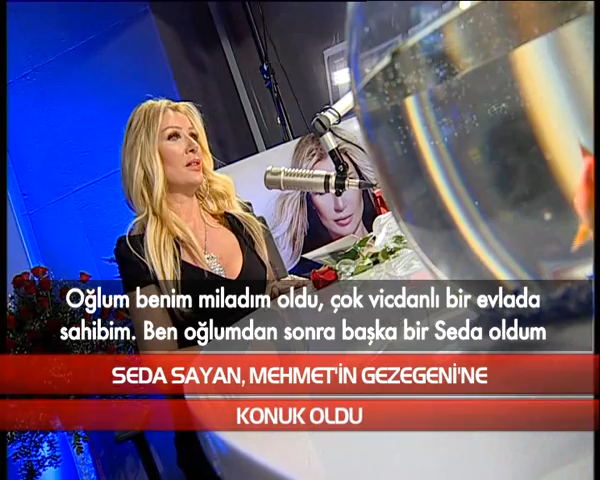 Oğlum benim miladım oldu, çok vicdanlı bir evlada
sahibim. Ben oğlumdan sonra başka bir Seda oldum
SEDA SAYAN, MEHMET'İN GEZEGENİ'NE
KONUK OLDU